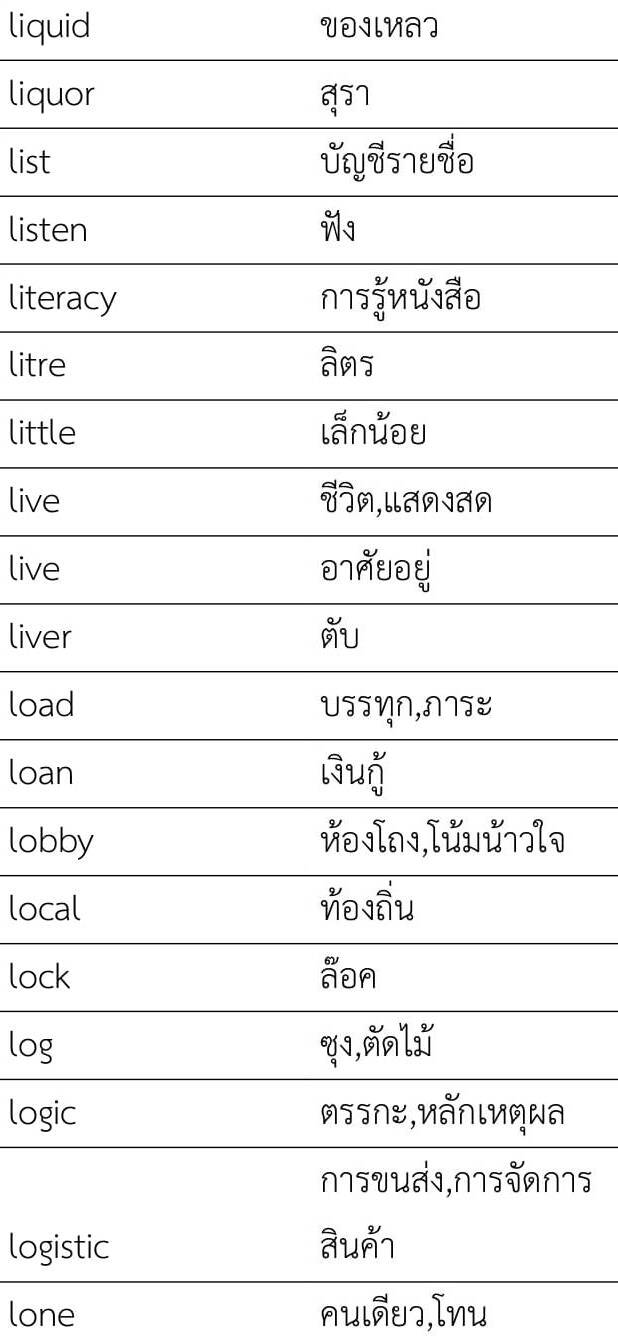 liquid ของเหลว
liquor สุรา
list บัญชีรายชื่อ
listen ฟัง
literacy การรู้หนังสือ
litre ลิตร
little เล็กน้อย
live ชีวิต,แสดงสด
live อาศัยอยู่
liver ตับ
load บรรทุก,ภาระ
loan เงินกู้
lobby ห้องโถง,โน้มน้าวใจ
local ท้องถิ่น
lock ล๊อค
log ซุง,ตัดไม้
logic ตรรกะ,หลักเหตุผล
การขนส่ง,การจัดการ
logistic สินค้า
lone คนเดียว,โทน